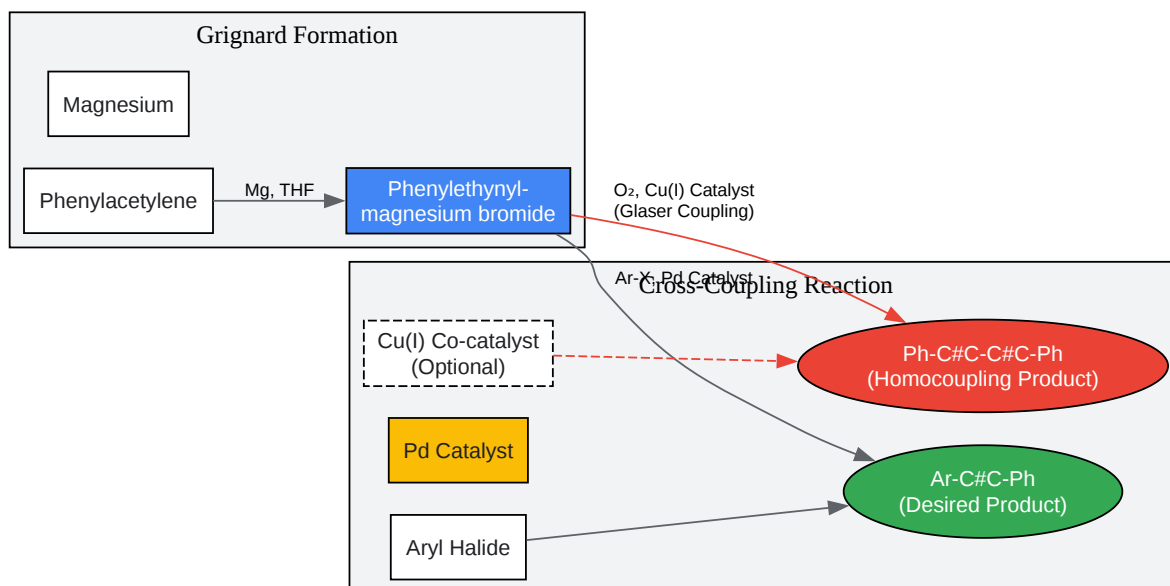 Grignard Formation
Magnesium
Phenylacetylene
Mg, THF
Phenylethynyl-
magnesium bromide
O₂, Cu(I) Catalyst
(Glaser Coupling)
Ar-X, Pd Catalyst
Cross-Coupling Reaction
Cu(I) Co-catalyst
(Optional)
Ph-C#C-C#C-Ph
(Homocoupling Product)
Pd Catalyst
Ar-C#C-Ph
(Desired Product)
Aryl Halide